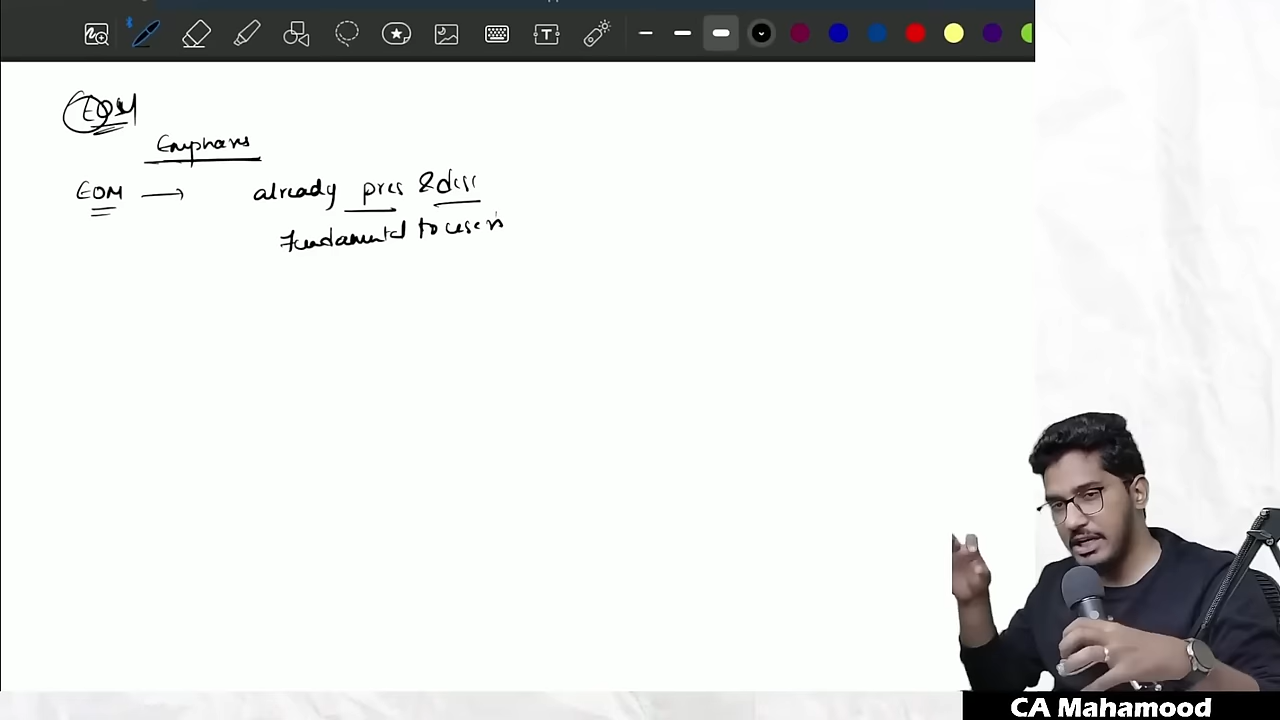 EOM
Emphasis
EOM → already pres & disc
Fundamental to users
CA Mahamood